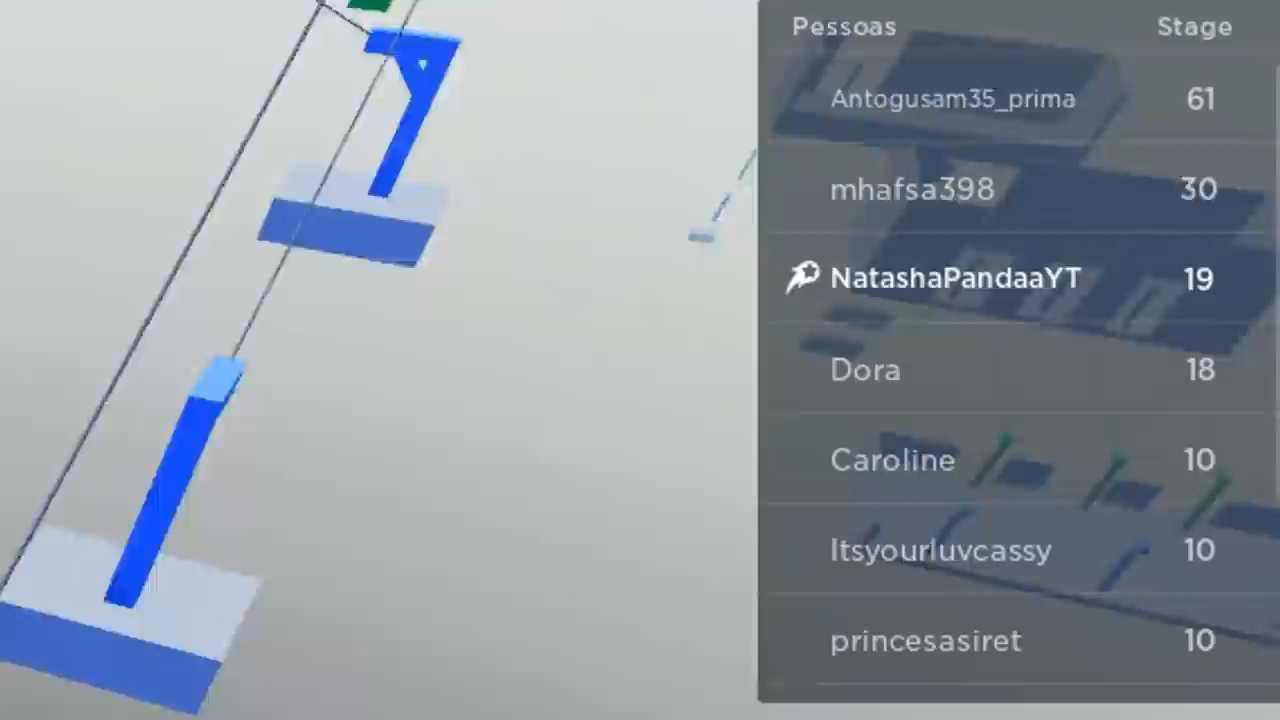 Pessoas Stage
Antogusam35_prima 61
mhafsa398 30
NatashaPandaaYT 19
Dora 18
Caroline 10
Itsyourluvcassy 10
princesasiret 10